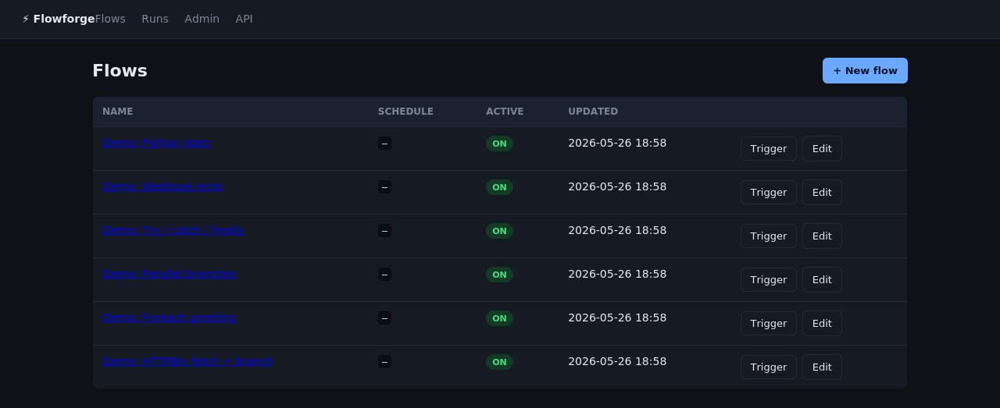 ⚡ Flowforge Flows Runs Admin API
Flows
+ New flow
NAME SCHEDULE ACTIVE UPDATED
Demo: Python stats — ON 2026-05-26 18:58 Trigger Edit
Demo: Webhook echo — ON 2026-05-26 18:58 Trigger Edit
Demo: Try / catch / finally — ON 2026-05-26 18:58 Trigger Edit
Demo: Parallel branches — ON 2026-05-26 18:58 Trigger Edit
Demo: Foreach greeting — ON 2026-05-26 18:58 Trigger Edit
Demo: HTTPBin fetch + branch — ON 2026-05-26 18:58 Trigger Edit